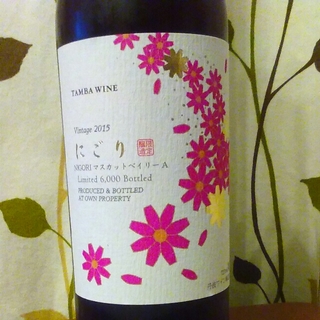 TAMBA WINE
Vintage 2015
にごり
NIGORI マスカットベイリーA
Limited 6,000 Bottled
PRODUCED & BOTTLED
AT OWN PROPERTY